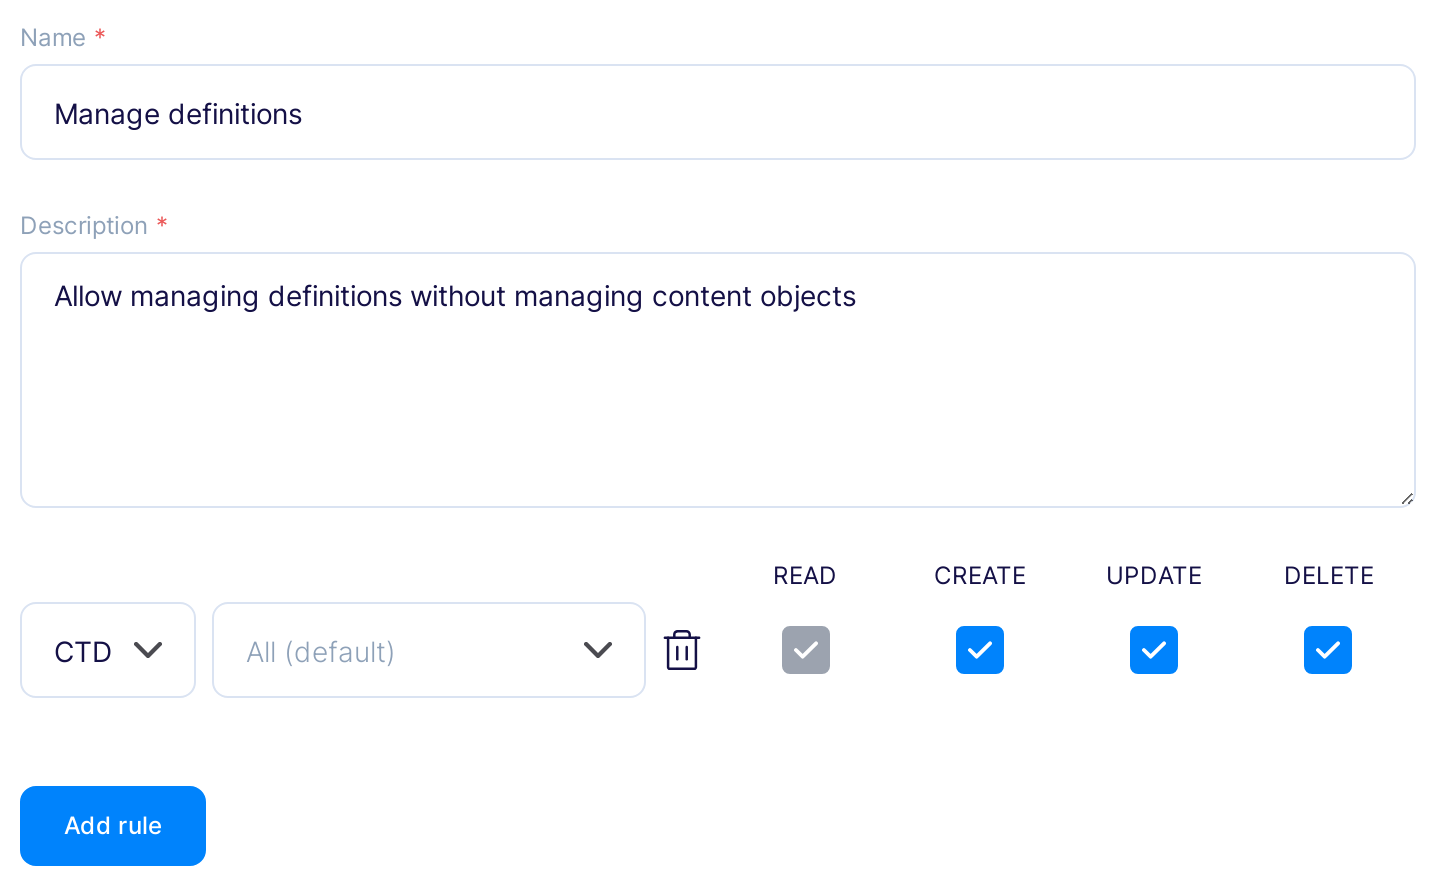 Name *
Manage definitions
Description *
Allow managing definitions without managing content objects
READ CREATE UPDATE DELETE
CTD All (default)
Add rule